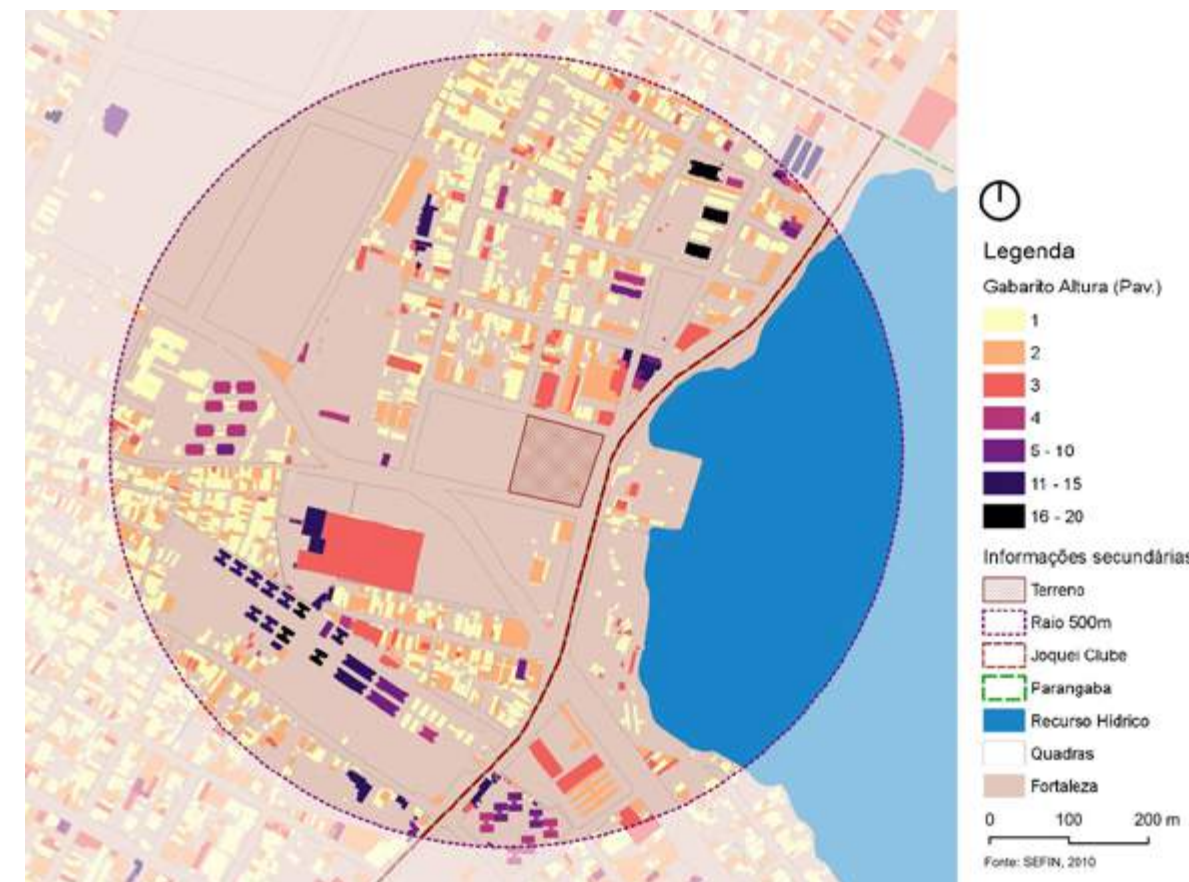 Legenda
Gabarito Altura (Pav.)
1
2
3
4
5 - 10
11 - 15
16 - 20
Informações secundárias
Terreno
Raio 500m
Joquei Clube
Parangaba
Recurso Hídrico
Quadras
Fortaleza
0 100 200 m
Fonte: SEFIN, 2010